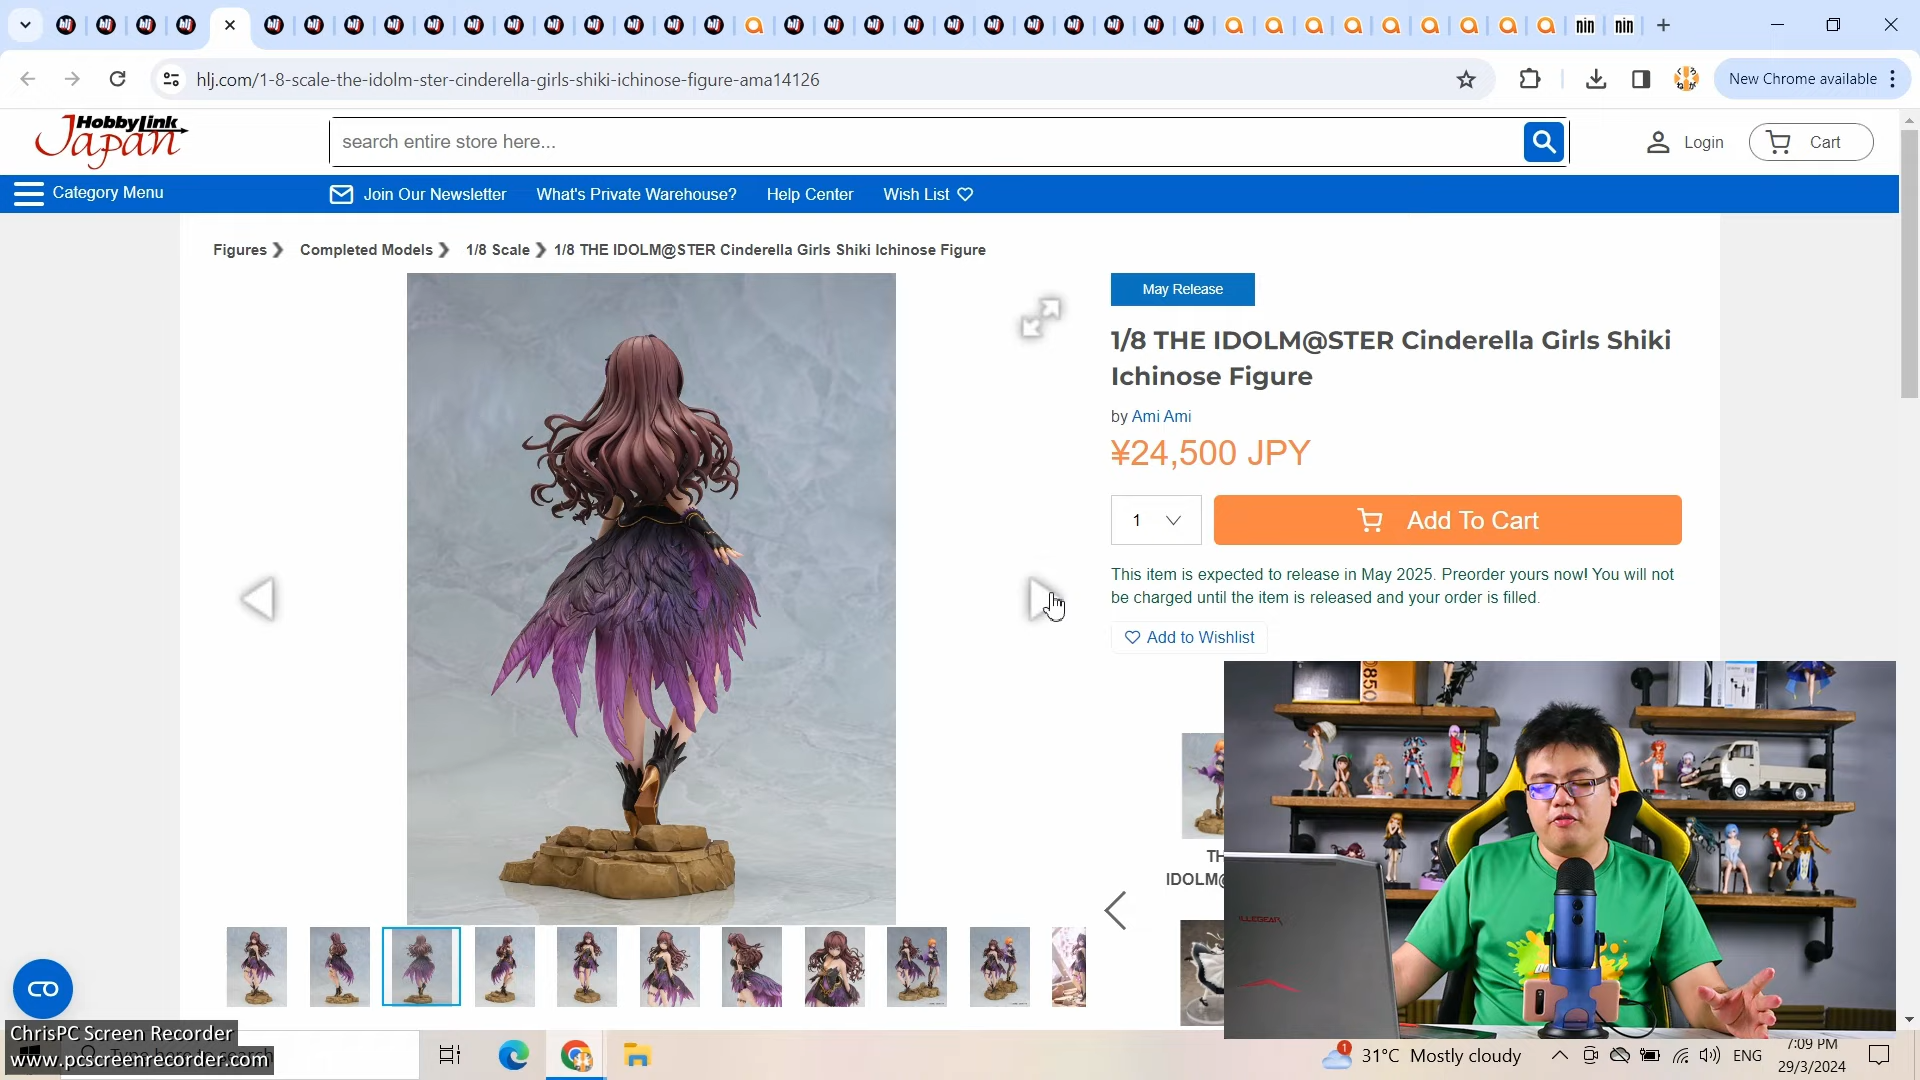 hlj.com/1-8-scale-the-idolm-ster-cinderella-girls-shiki-ichinose-figure-ama14126
New Chrome available
HobbyLink
Japan
search entire store here...
Login
Cart
Category Menu
Join Our Newsletter
What's Private Warehouse?
Help Center
Wish List
Figures
Completed Models
1/8 Scale
1/8 THE IDOLM@STER Cinderella Girls Shiki Ichinose Figure
May Release
1/8 THE IDOLM@STER Cinderella Girls Shiki
Ichinose Figure
by Ami Ami
¥24,500 JPY
1
Add To Cart
This item is expected to release in May 2025. Preorder yours now! You will not
be charged until the item is released and your order is filled.
Add to Wishlist
TH
IDOLM@
ChrisPC Screen Recorder
www.pcscreenrecorder.com
31°C Mostly cloudy
ENG
7:09 PM
29/3/2024